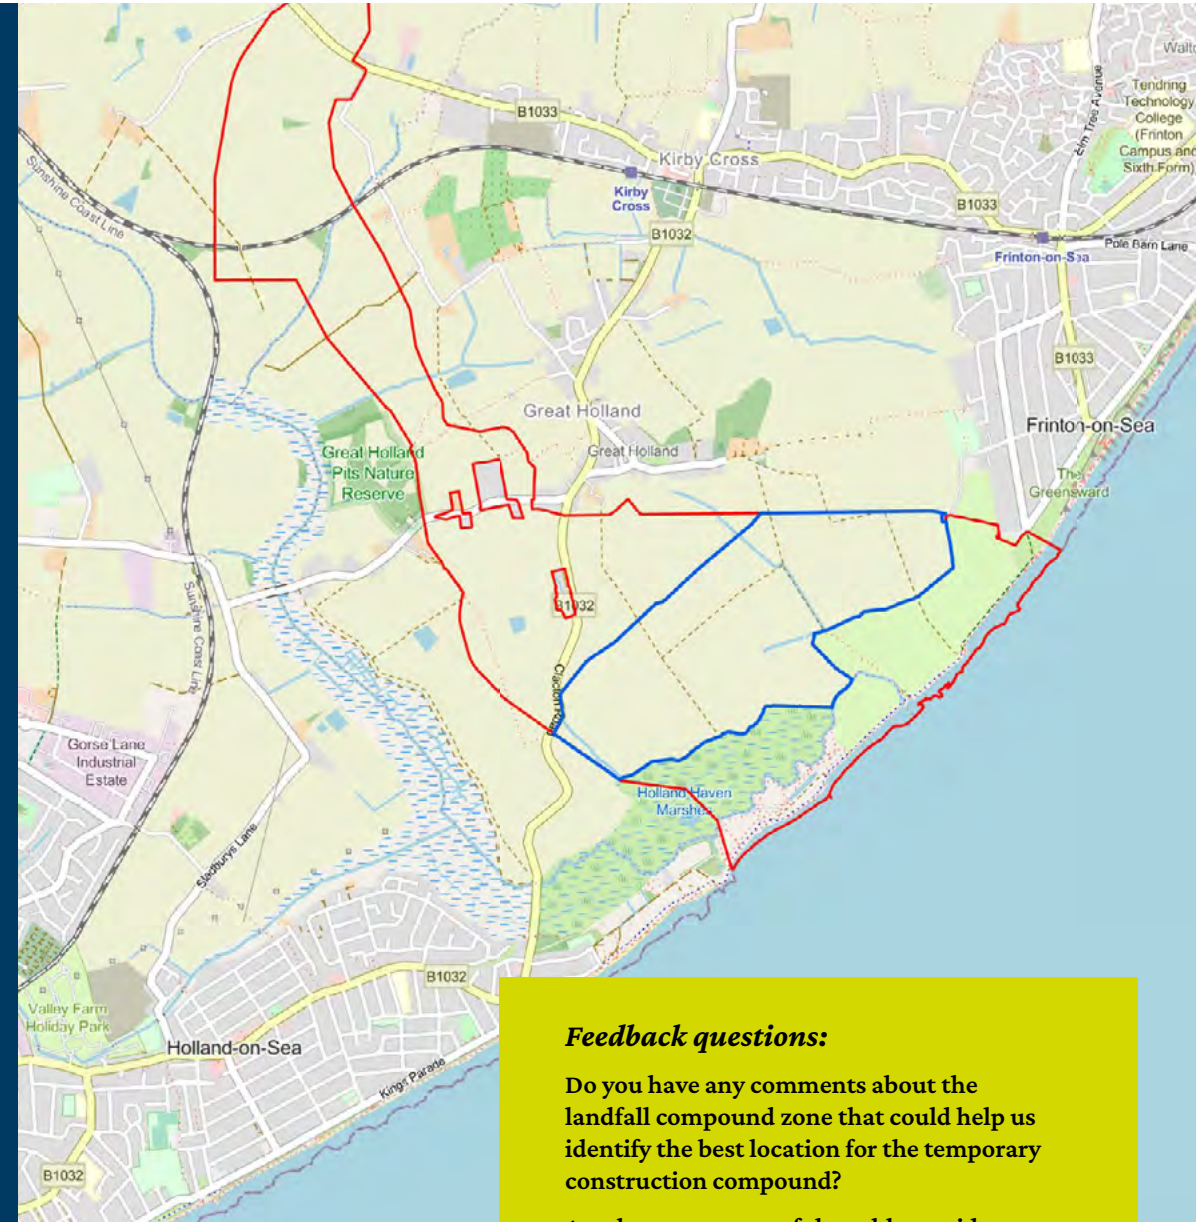 Walt
Tendring
Technology
College
(Frinton
Campus and
Sixth Form)
Elm Tree Avenue
B1033
Kirby Cross
Kirby
Cross
B1033
B1032
Sunshine Coast Line
Frinton-on-Sea
Pole Barn Lane
B1033
Great Holland
Frinton-on-Sea
Great Holland
Pits Nature
Reserve
Great Holland
The
Greensward
B1032
Sunshine Coast Line
Clacton Road
Gorse Lane
Industrial
Estate
Holland Haven
Marshes
Sladburys Lane
B1032
Valley Farm
Holiday Park
Holland-on-Sea
Kings Parade
B1032
Feedback questions:
Do you have any comments about the
landfall compound zone that could help us
identify the best location for the temporary
construction compound?